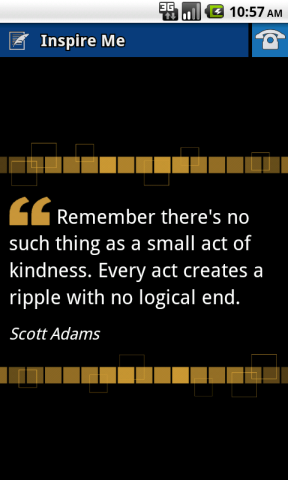 3G
10:57 AM
Inspire Me
“ Remember there's no
such thing as a small act of
kindness. Every act creates a
ripple with no logical end.
Scott Adams